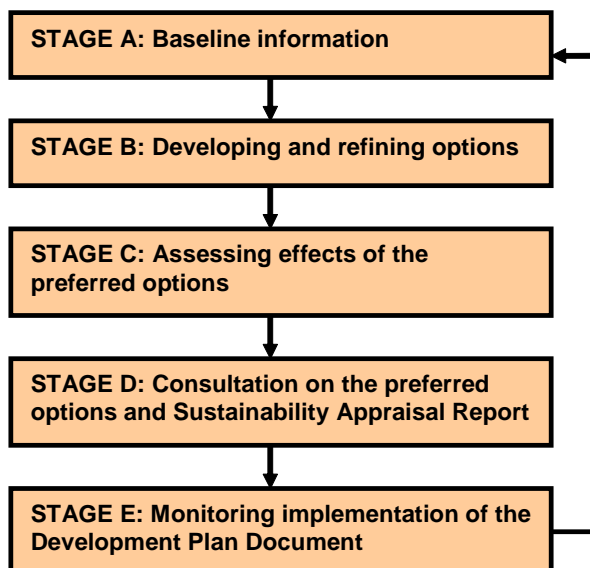 STAGE A: Baseline information
STAGE B: Developing and refining options
STAGE C: Assessing effects of the
preferred options
STAGE D: Consultation on the preferred
options and Sustainability Appraisal Report
STAGE E: Monitoring implementation of the
Development Plan Document